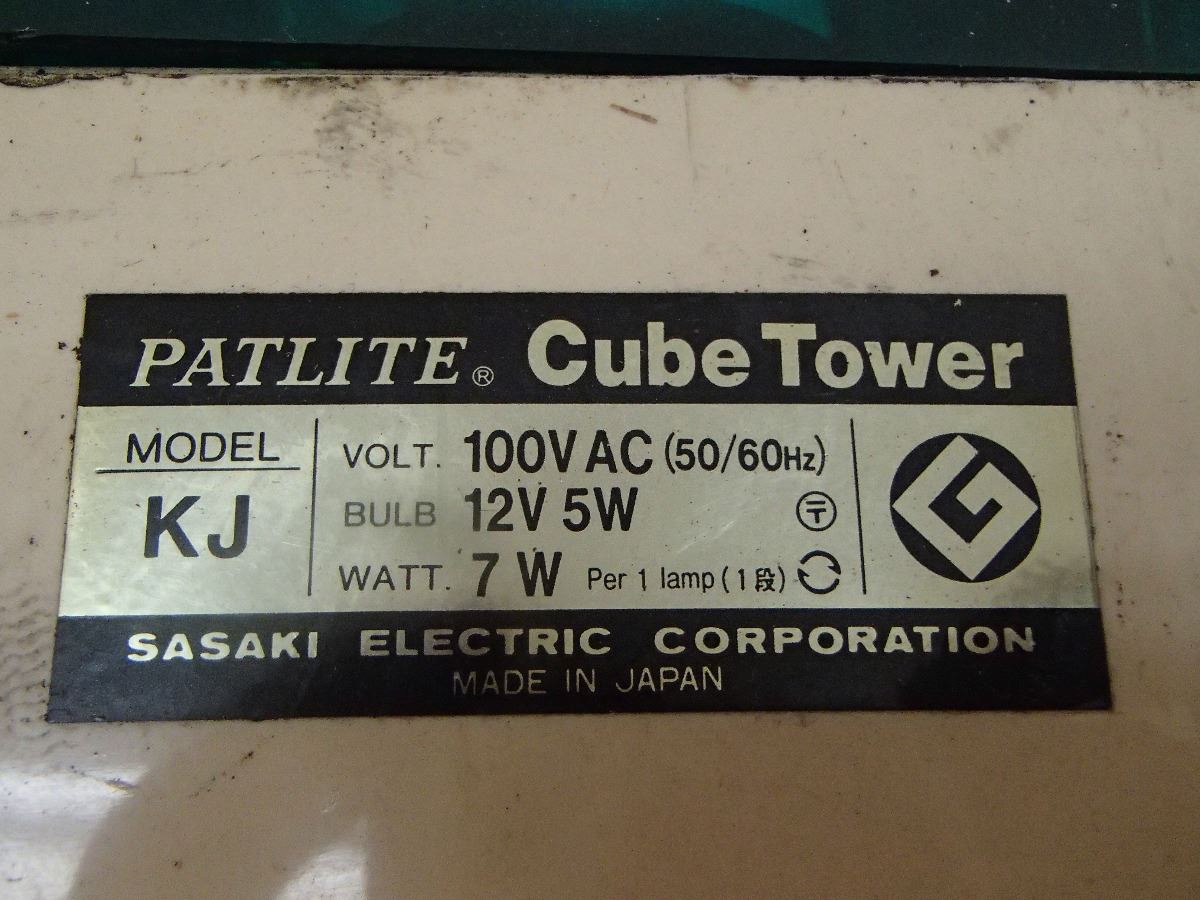 PATLITE® Cube Tower
MODEL
KJ
VOLT. 100V AC (50/60Hz)
BULB 12V 5W
WATT. 7 W Per 1 lamp (1段)
SASAKI ELECTRIC CORPORATION
MADE IN JAPAN